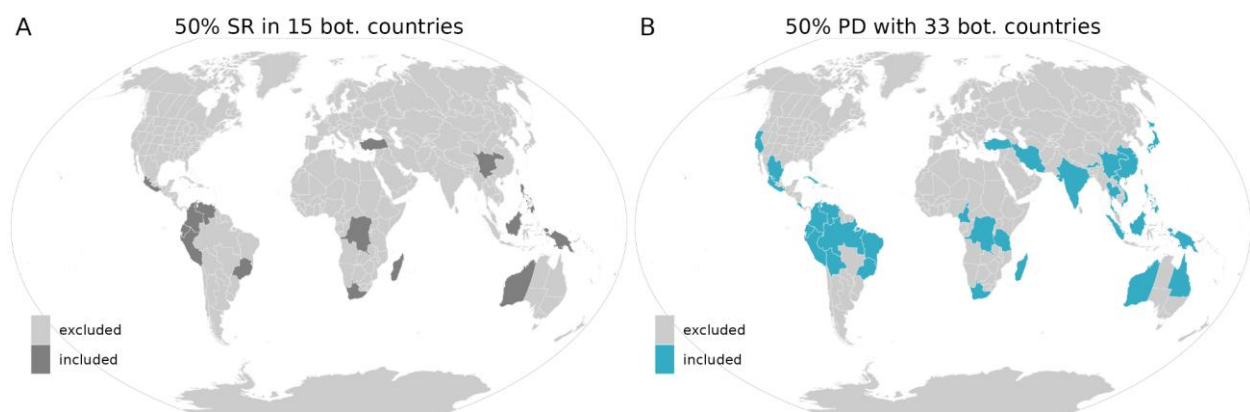 A
50% SR in 15 bot. countries
excluded
included
B
50% PD with 33 bot. countries
excluded
included